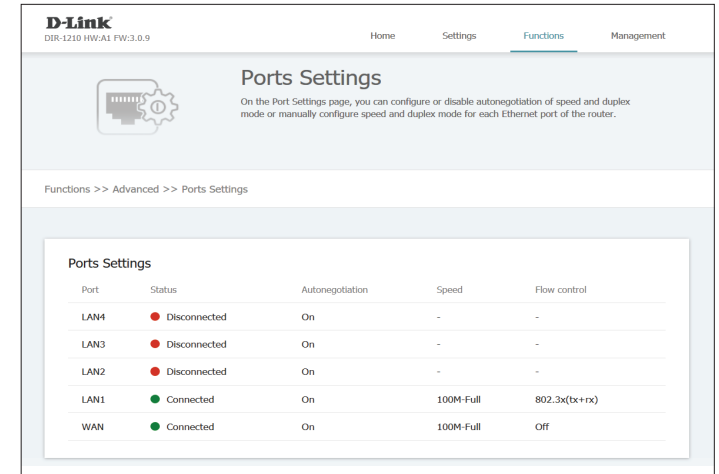 D-Link
DIR-1210 HW:A1 FW:3.0.9
Home Settings Functions Management
Ports Settings
On the Port Settings page, you can configure or disable autonegotiation of speed and duplex
mode or manually configure speed and duplex mode for each Ethernet port of the router.
Functions >> Advanced >> Ports Settings
Ports Settings
Port Status Autonegotiation Speed Flow control
LAN4 Disconnected On - -
LAN3 Disconnected On - -
LAN2 Disconnected On - -
LAN1 Connected On 100M-Full 802.3x(tx+rx)
WAN Connected On 100M-Full Off